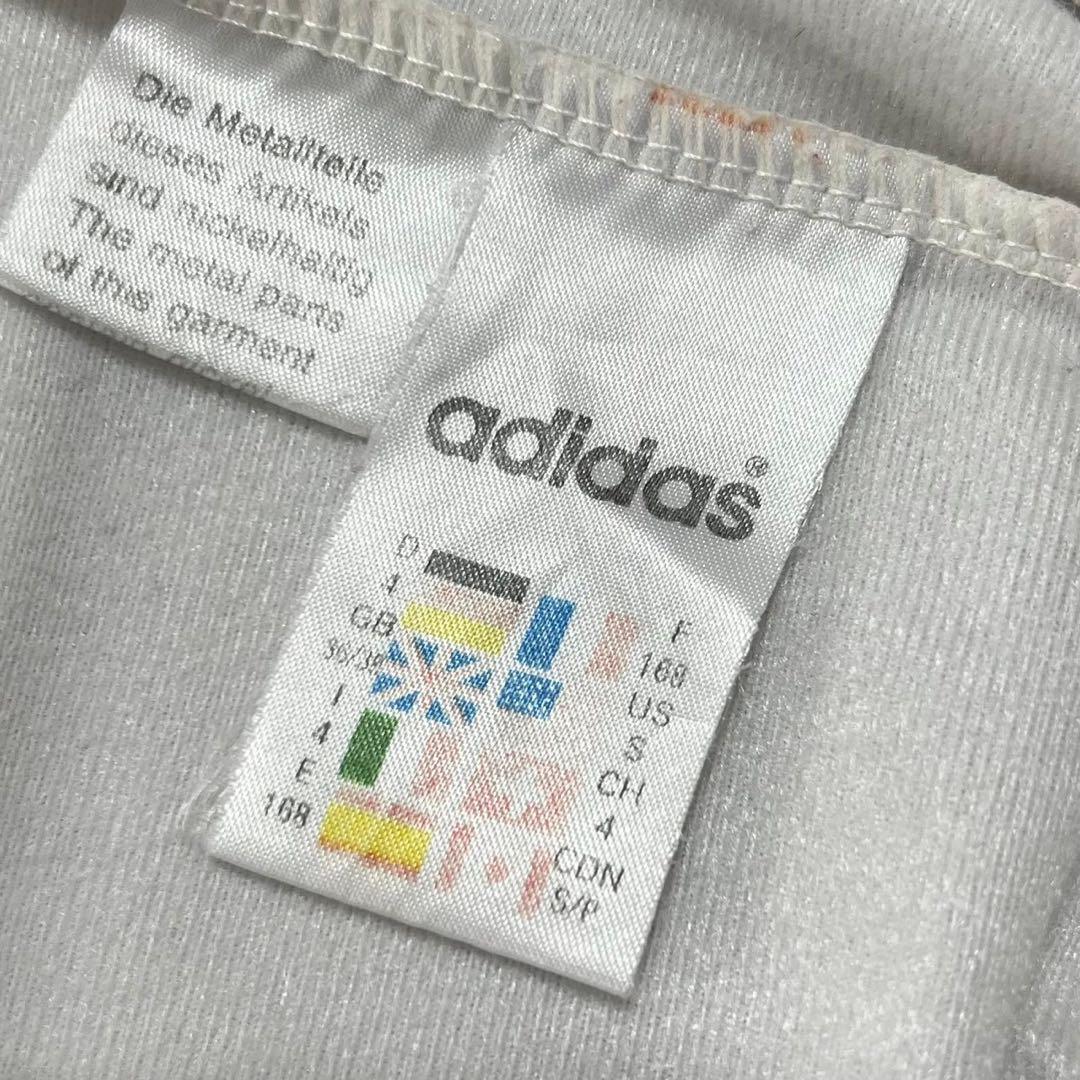 Die Metallteile
dieses Artikels
sind nickelhaltig
The metal parts
of this garment
adidas®
D
4
GB
36/38
I
4
E
168
F
168
US
S
CH
4
CDN
S/P